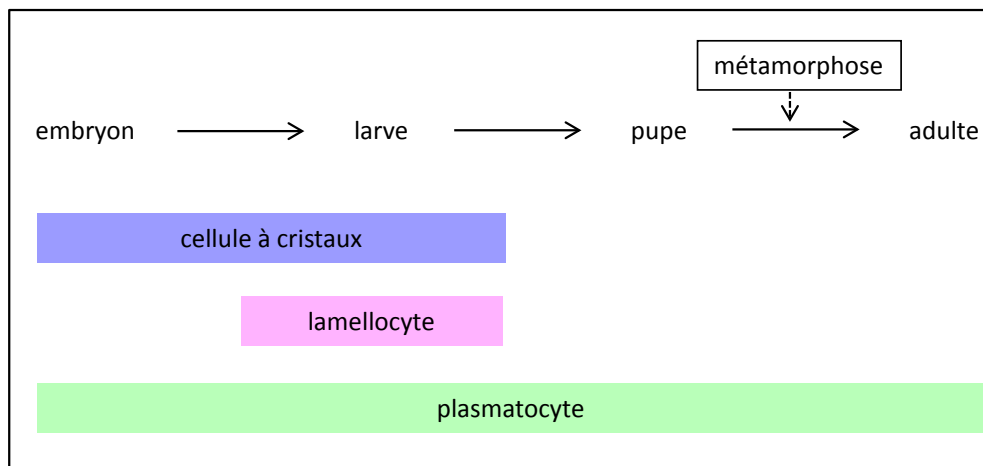 métamorphose
embryon larve pupe adulte
cellule à cristaux
lamellocyte
plasmatocyte